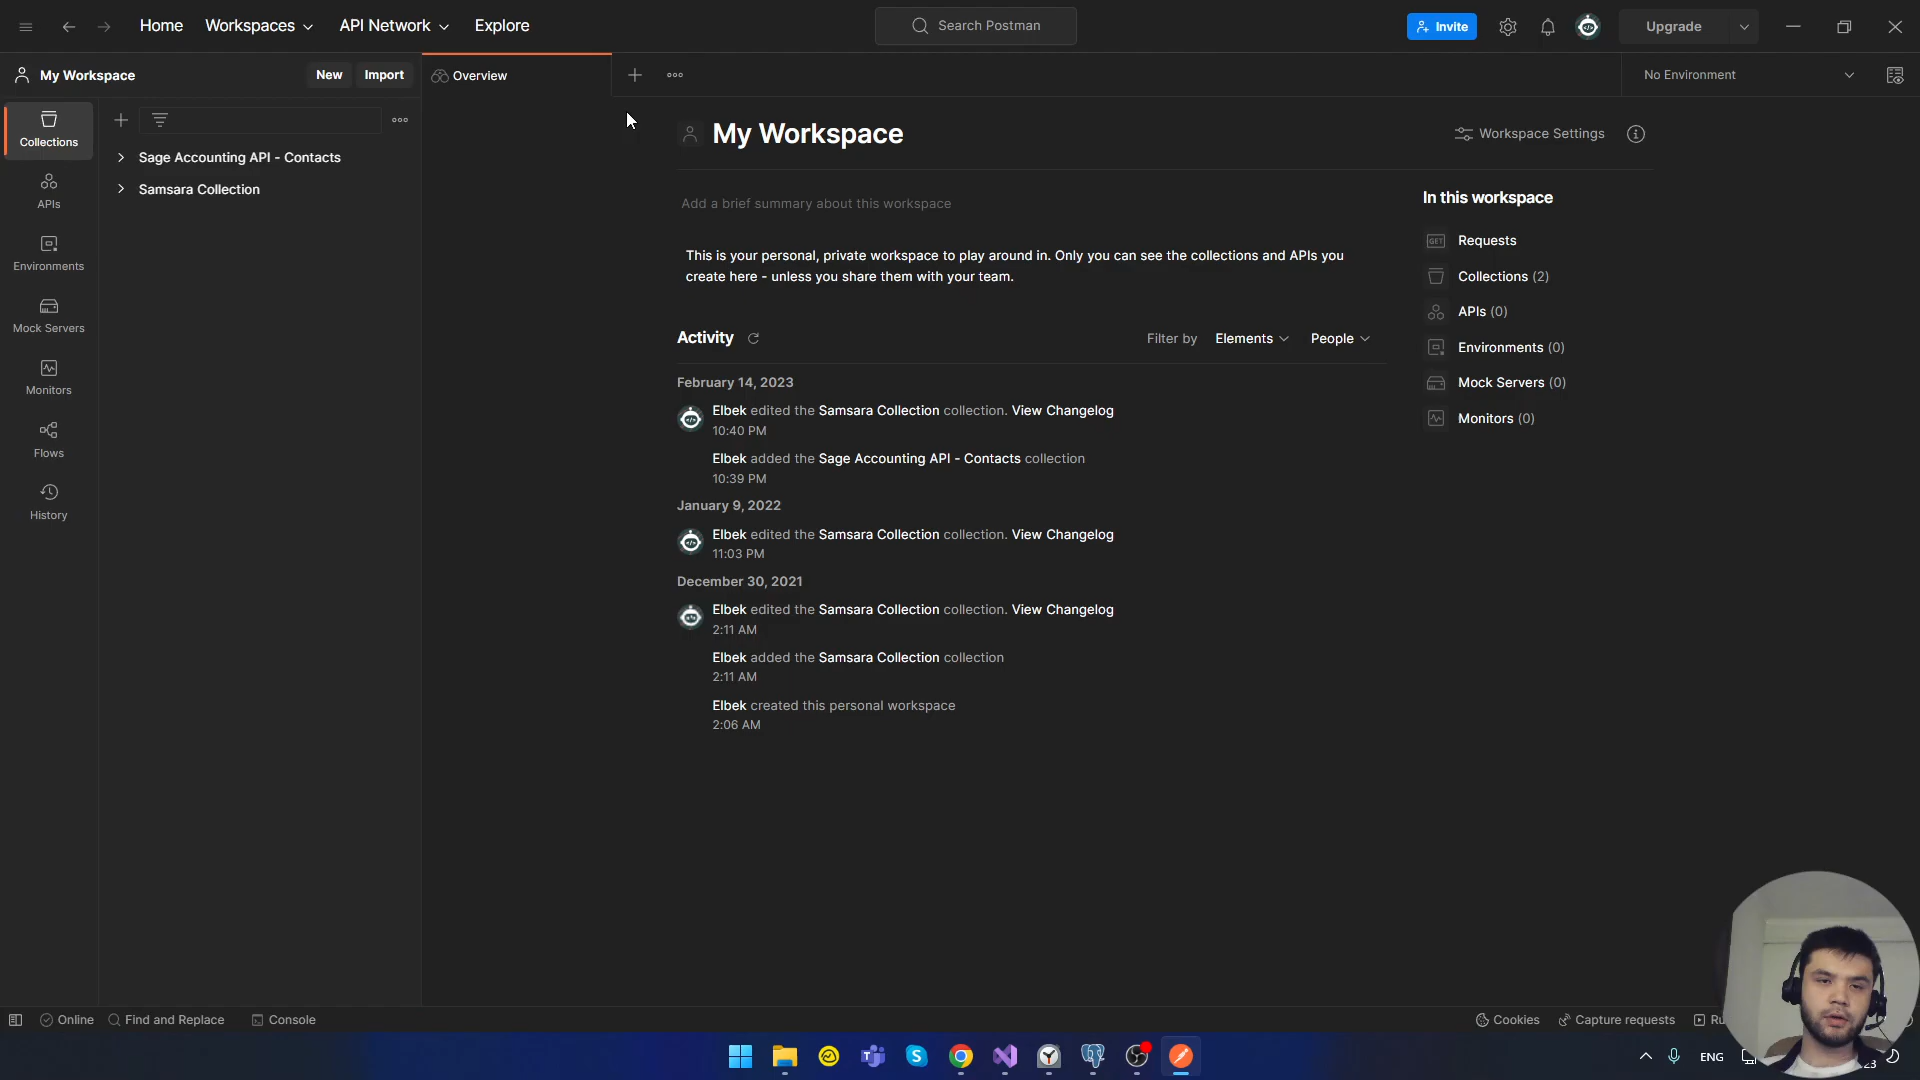 Home
Workspaces
API Network
Explore
Search Postman
Invite
Upgrade
My Workspace
New
Import
Overview
No Environment
Collections
APIs
Environments
Mock Servers
Monitors
Flows
History
Sage Accounting API - Contacts
Samsara Collection
My Workspace
Workspace Settings
Add a brief summary about this workspace
This is your personal, private workspace to play around in. Only you can see the collections and APIs you
create here - unless you share them with your team.
Activity
Filter by
Elements
People
February 14, 2023
Elbek edited the Samsara Collection collection. View Changelog
10:40 PM
Elbek added the Sage Accounting API - Contacts collection
10:39 PM
January 9, 2022
Elbek edited the Samsara Collection collection. View Changelog
11:03 PM
December 30, 2021
Elbek edited the Samsara Collection collection. View Changelog
2:11 AM
Elbek added the Samsara Collection collection
2:11 AM
Elbek created this personal workspace
2:06 AM
In this workspace
GET Requests
Collections (2)
APIs (0)
Environments (0)
Mock Servers (0)
Monitors (0)
Online
Find and Replace
Console
Cookies
Capture requests
ENG